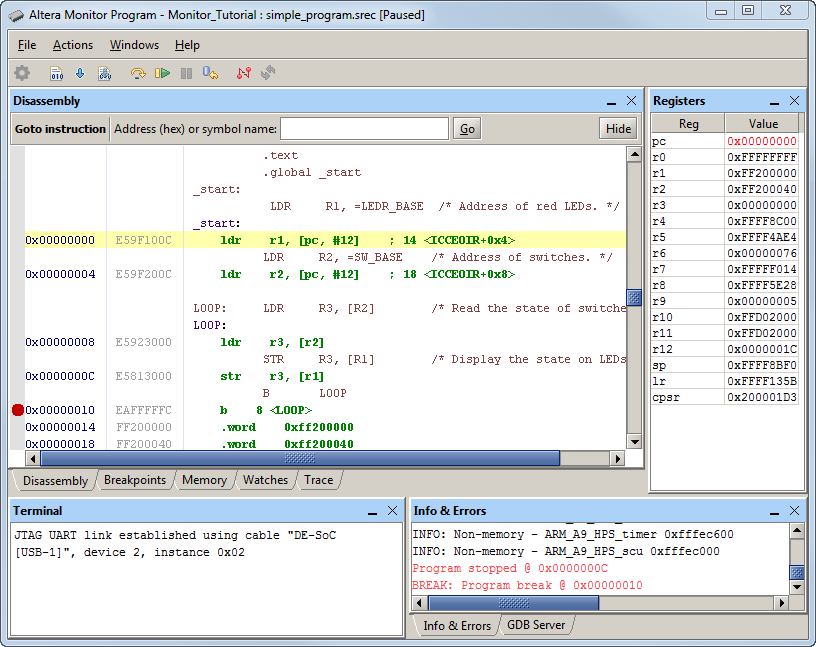 Altera Monitor Program - Monitor_Tutorial : simple_program.srec [Paused]
File Actions Windows Help
Disassembly
Goto instruction Address (hex) or symbol name: Go Hide
.text
.global _start
_start:
LDR R1, =LEDR_BASE /* Address of red LEDs. */
_start:
0x00000000 E59F100C ldr r1, [pc, #12] ; 14 <ICCEOIR+0x4>
LDR R2, =SW_BASE /* Address of switches. */
0x00000004 E59F200C ldr r2, [pc, #12] ; 18 <ICCEOIR+0x8>
LOOP: LDR R3, [R2] /* Read the state of switche
LOOP:
0x00000008 E5923000 ldr r3, [r2]
STR R3, [R1] /* Display the state on LEDs
0x0000000C E5813000 str r3, [r1]
B LOOP
0x00000010 EAFFFFFC b 8 <LOOP>
0x00000014 FF200000 .word 0xff200000
0x00000018 FF200040 .word 0xff200040
Disassembly Breakpoints Memory Watches Trace
Registers
Reg Value
pc 0x00000000
r0 0xFFFFFFFF
r1 0xFF200000
r2 0xFF200040
r3 0x00000000
r4 0xFFFF8C00
r5 0xFFFF4AE4
r6 0x00000076
r7 0xFFFFF014
r8 0xFFFF5E28
r9 0x00000005
r10 0xFFD02000
r11 0xFFD02000
r12 0x0000001C
sp 0xFFFF8BF0
lr 0xFFFF135B
cpsr 0x200001D3
Terminal
JTAG UART link established using cable "DE-SoC
[USB-1]", device 2, instance 0x02
Info & Errors
INFO: Non-memory - ARM_A9_HPS_timer 0xfffec600
INFO: Non-memory - ARM_A9_HPS_scu 0xfffec000
Program stopped @ 0x0000000C
BREAK: Program break @ 0x00000010
Info & Errors GDB Server